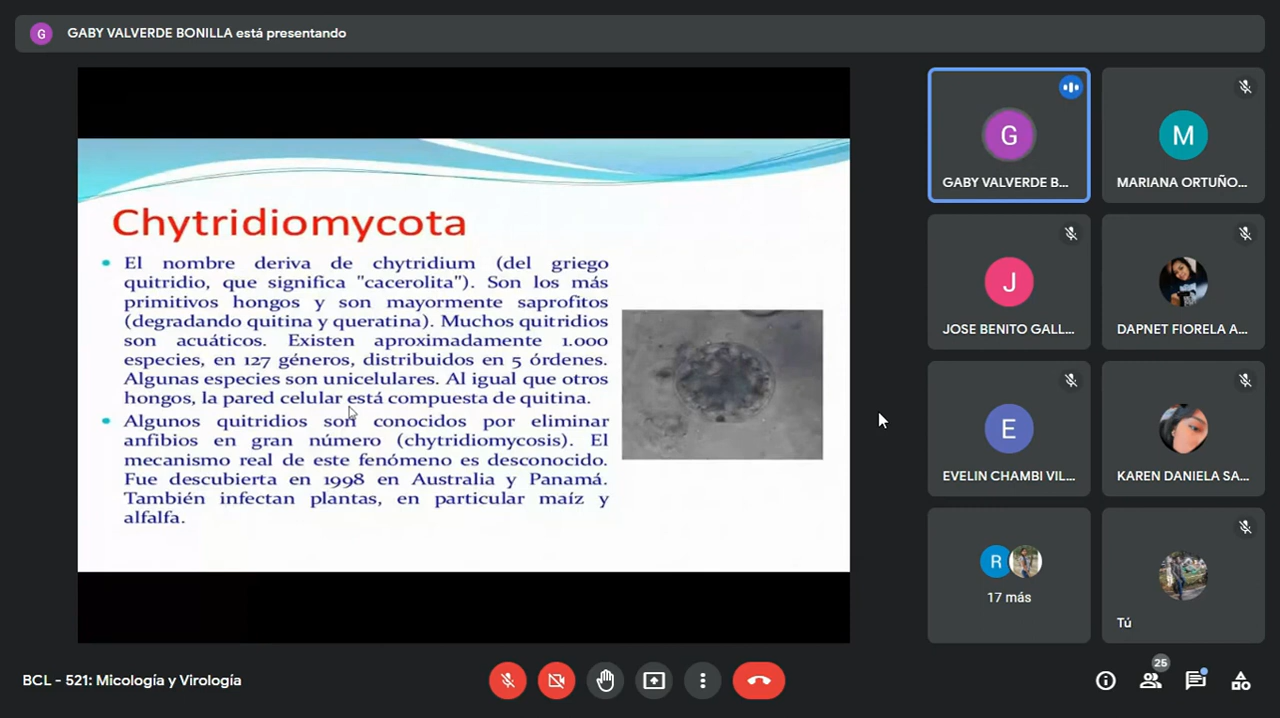 G GABY VALVERDE BONILLA está presentando
Chytridiomycota
El nombre deriva de chytridium (del griego
quitridio, que significa "cacerolita"). Son los más
primitivos hongos y son mayormente saprofitos
(degradando quitina y queratina). Muchos quitridios
son acuáticos. Existen aproximadamente 1.000
especies, en 127 géneros, distribuidos en 5 órdenes.
Algunas especies son unicelulares. Al igual que otros
hongos, la pared celular está compuesta de quitina.
Algunos quitridios son conocidos por eliminar
anfibios en gran número (chytridiomycosis). El
mecanismo real de este fenómeno es desconocido.
Fue descubierta en 1998 en Australia y Panamá.
También infectan plantas, en particular maíz y
alfalfa.
G
GABY VALVERDE B...
M
MARIANA ORTUÑO...
J
JOSE BENITO GALL...
DAPNET FIORELA A...
E
EVELIN CHAMBI VIL...
KAREN DANIELA SA...
R
17 más
Tú
BCL - 521: Micología y Virología
25